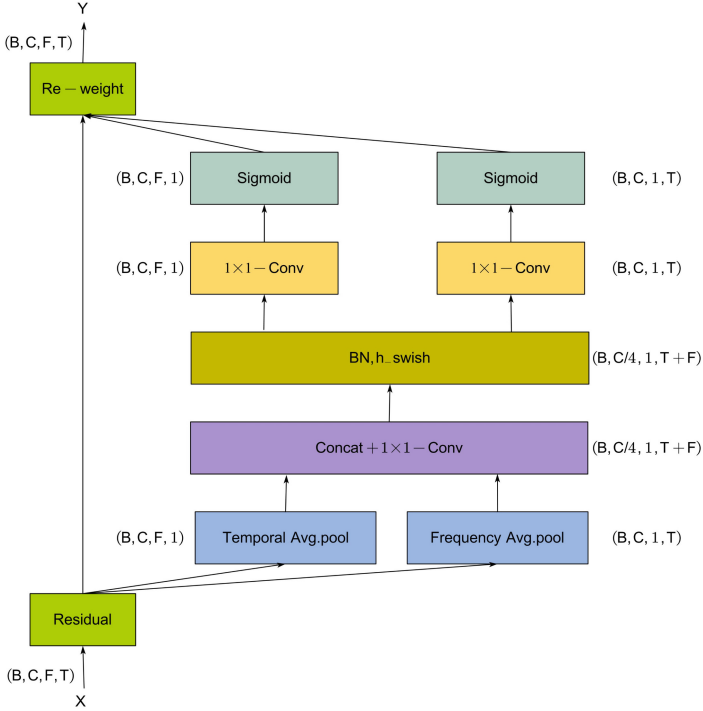 Y
(B,C,F,T)
Re−weight
(B,C,F,1) Sigmoid Sigmoid (B,C,1,T)
(B,C,F,1) 1×1−Conv 1×1−Conv (B,C,1,T)
BN,h_swish (B,C/4,1,T+F)
Concat+1×1−Conv (B,C/4,1,T+F)
(B,C,F,1) Temporal Avg.pool Frequency Avg.pool (B,C,1,T)
Residual
(B,C,F,T)
X